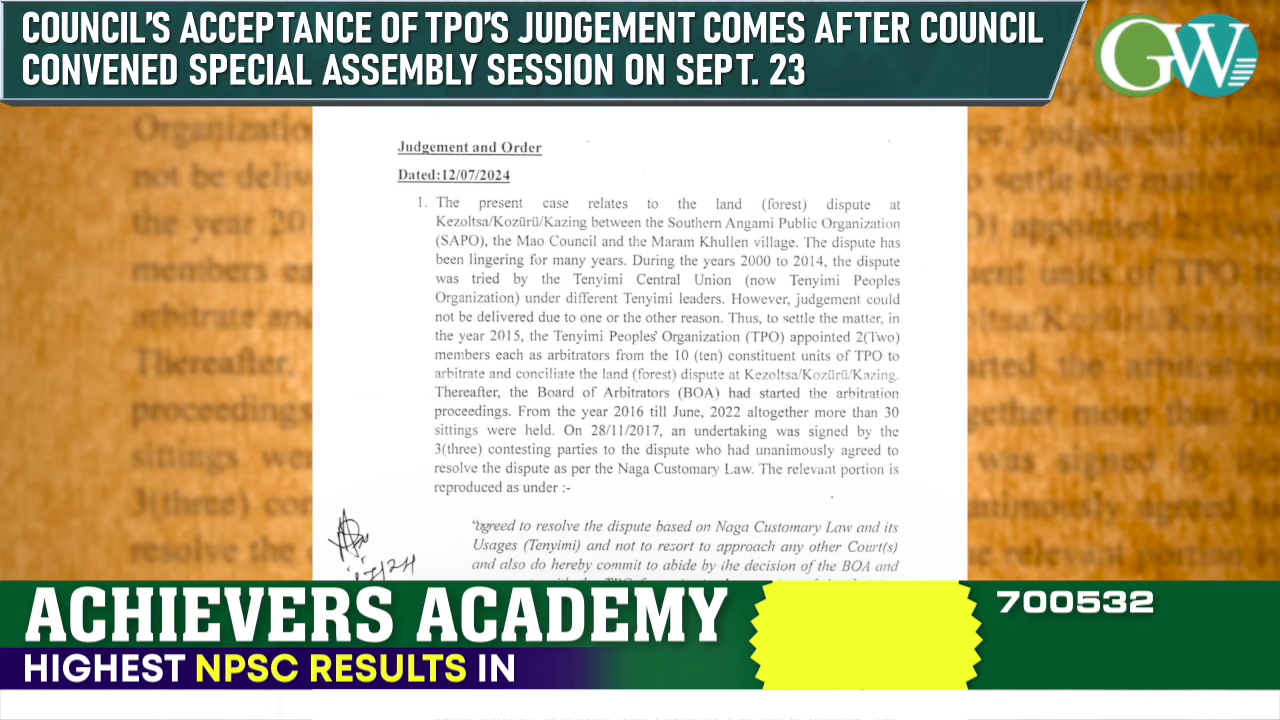 COUNCIL'S ACCEPTANCE OF TPO'S JUDGEMENT COMES AFTER COUNCIL
CONVENED SPECIAL ASSEMBLY SESSION ON SEPT. 23
GW
Judgement and Order
Dated:12/07/2024
1. The present case relates to the land (forest) dispute at
Kezoltsa/Kozürü/Kazing between the Southern Angami Public Organization
(SAPO), the Mao Council and the Maram Khullen village. The dispute has
been lingering for many years. During the years 2000 to 2014, the dispute
was tried by the Tenyimi Central Union (now Tenyimi Peoples
Organization) under different Tenyimi leaders. However, judgement could
not be delivered due to one or the other reason. Thus, to settle the matter, in
the year 2015, the Tenyimi Peoples' Organization (TPO) appointed 2(Two)
members each as arbitrators from the 10 (ten) constituent units of TPO to
arbitrate and conciliate the land (forest) dispute at Kezoltsa/Kozürü/Kazing.
Thereafter, the Board of Arbitrators (BOA) had started the arbitration
proceedings. From the year 2016 till June, 2022 altogether more than 30
sittings were held. On 28/11/2017, an undertaking was signed by the
3(three) contesting parties to the dispute who had unanimously agreed to
resolve the dispute as per the Naga Customary Law. The relevant portion is
reproduced as under :-
"agreed to resolve the dispute based on Naga Customary Law and its
Usages (Tenyimi) and not to resort to approach any other Court(s)
and also do hereby commit to abide by the decision of the BOA and
ACHIEVERS ACADEMY
700532
HIGHEST NPSC RESULTS IN